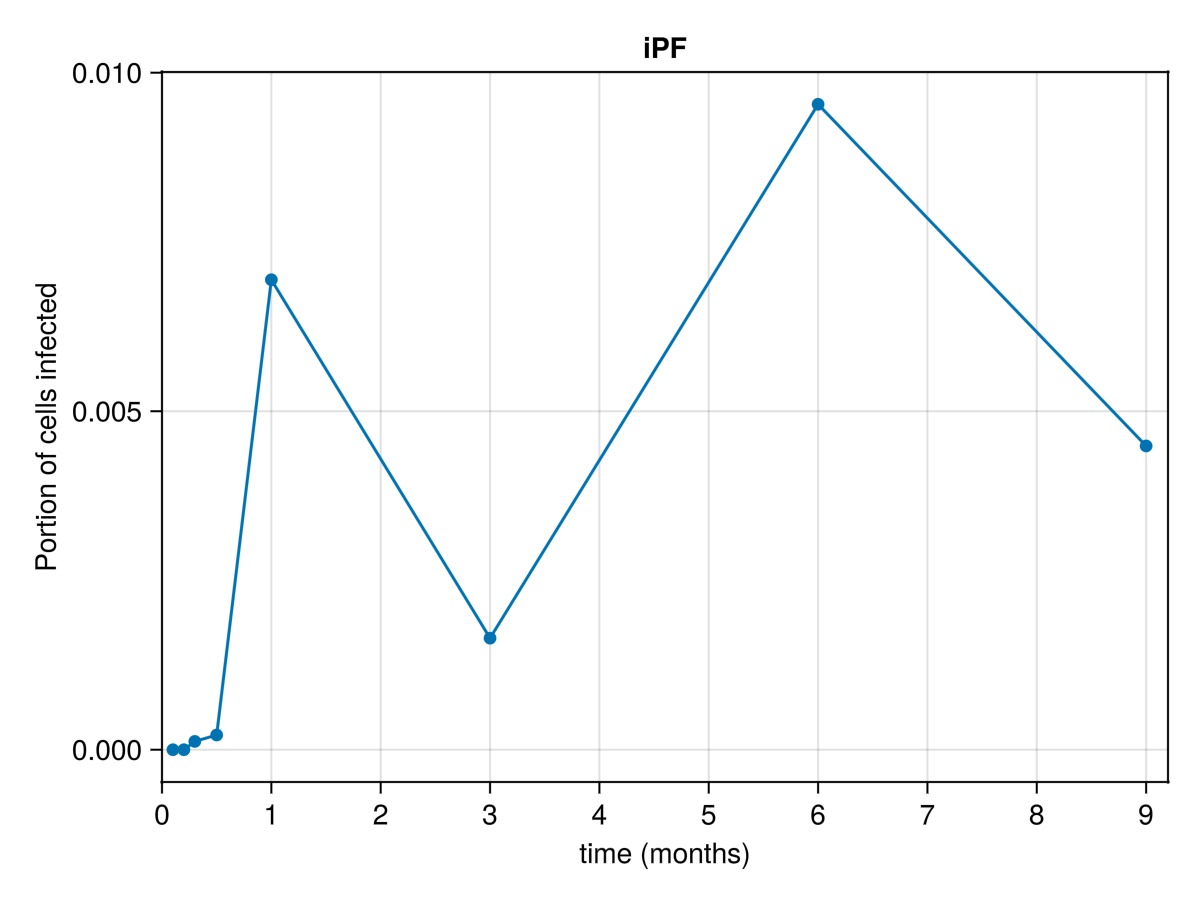 iPF
0.010
0.005
0.000
Portion of cells infected
0 1 2 3 4 5 6 7 8 9
time (months)